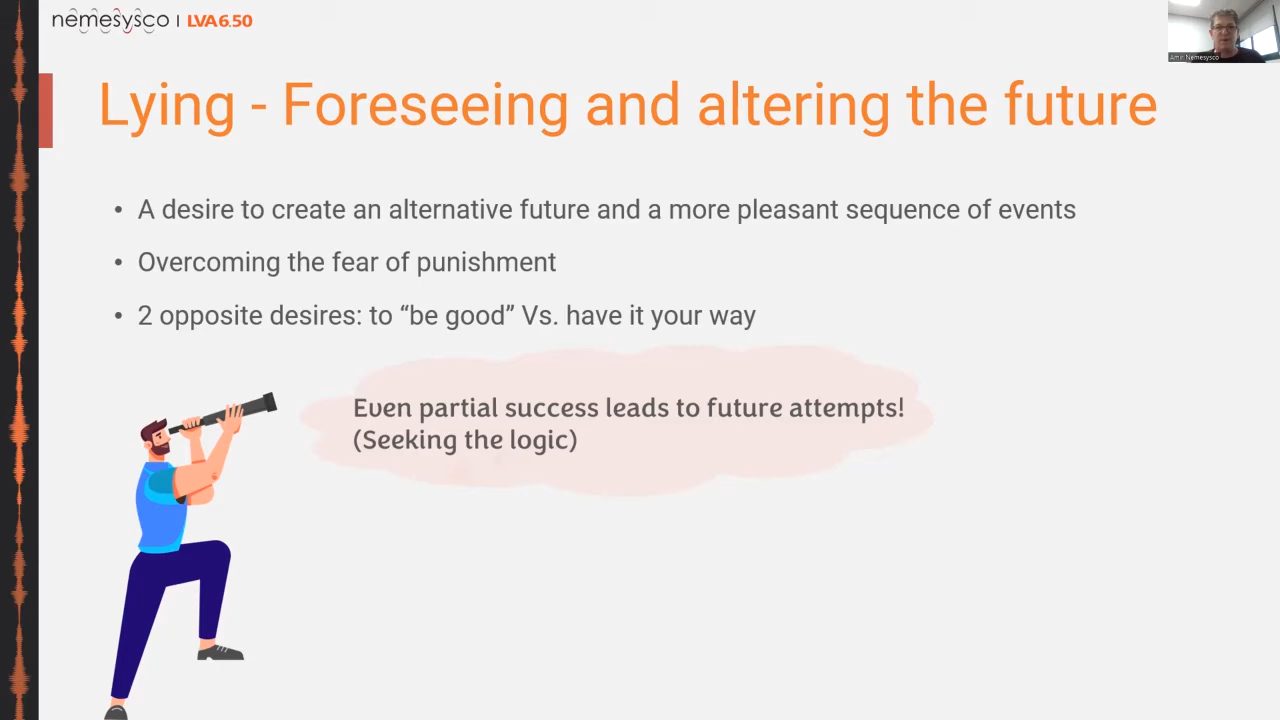 nemesysco | LVA6.50
Amir Nemesysco
Lying - Foreseeing and altering the future
• A desire to create an alternative future and a more pleasant sequence of events
• Overcoming the fear of punishment
• 2 opposite desires: to “be good” Vs. have it your way
Even partial success leads to future attempts!
(Seeking the logic)